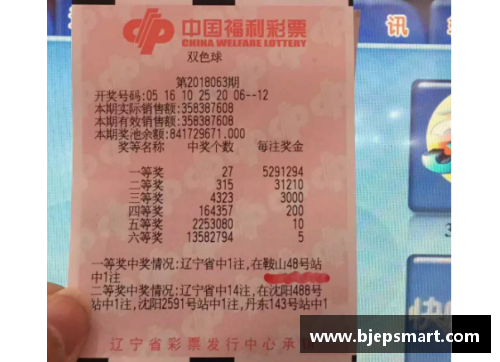 中国福利彩票
CHINA WELFARE LOTTERY
双色球
第2018063期
开奖号码:05 16 10 25 20 06--12
本期实际销售额:358387608
本期有效销售额:358387608
本期奖池余额:841729671.000
奖等名称 中奖个数 每注奖金
一等奖 27 5291294
二等奖 315 31210
三等奖 4323 3000
四等奖 164357 200
五等奖 2253080 10
六等奖 13582794 5
一等奖中奖情况:辽宁省中1注,在鞍山48号站
中1注
二等奖中奖情况:辽宁中14注,在沈阳488号
站中1注,沈阳2591号站中1注,丹东143号站中1
辽宁省彩票发行中心承
讯
www.bjepsmart.com